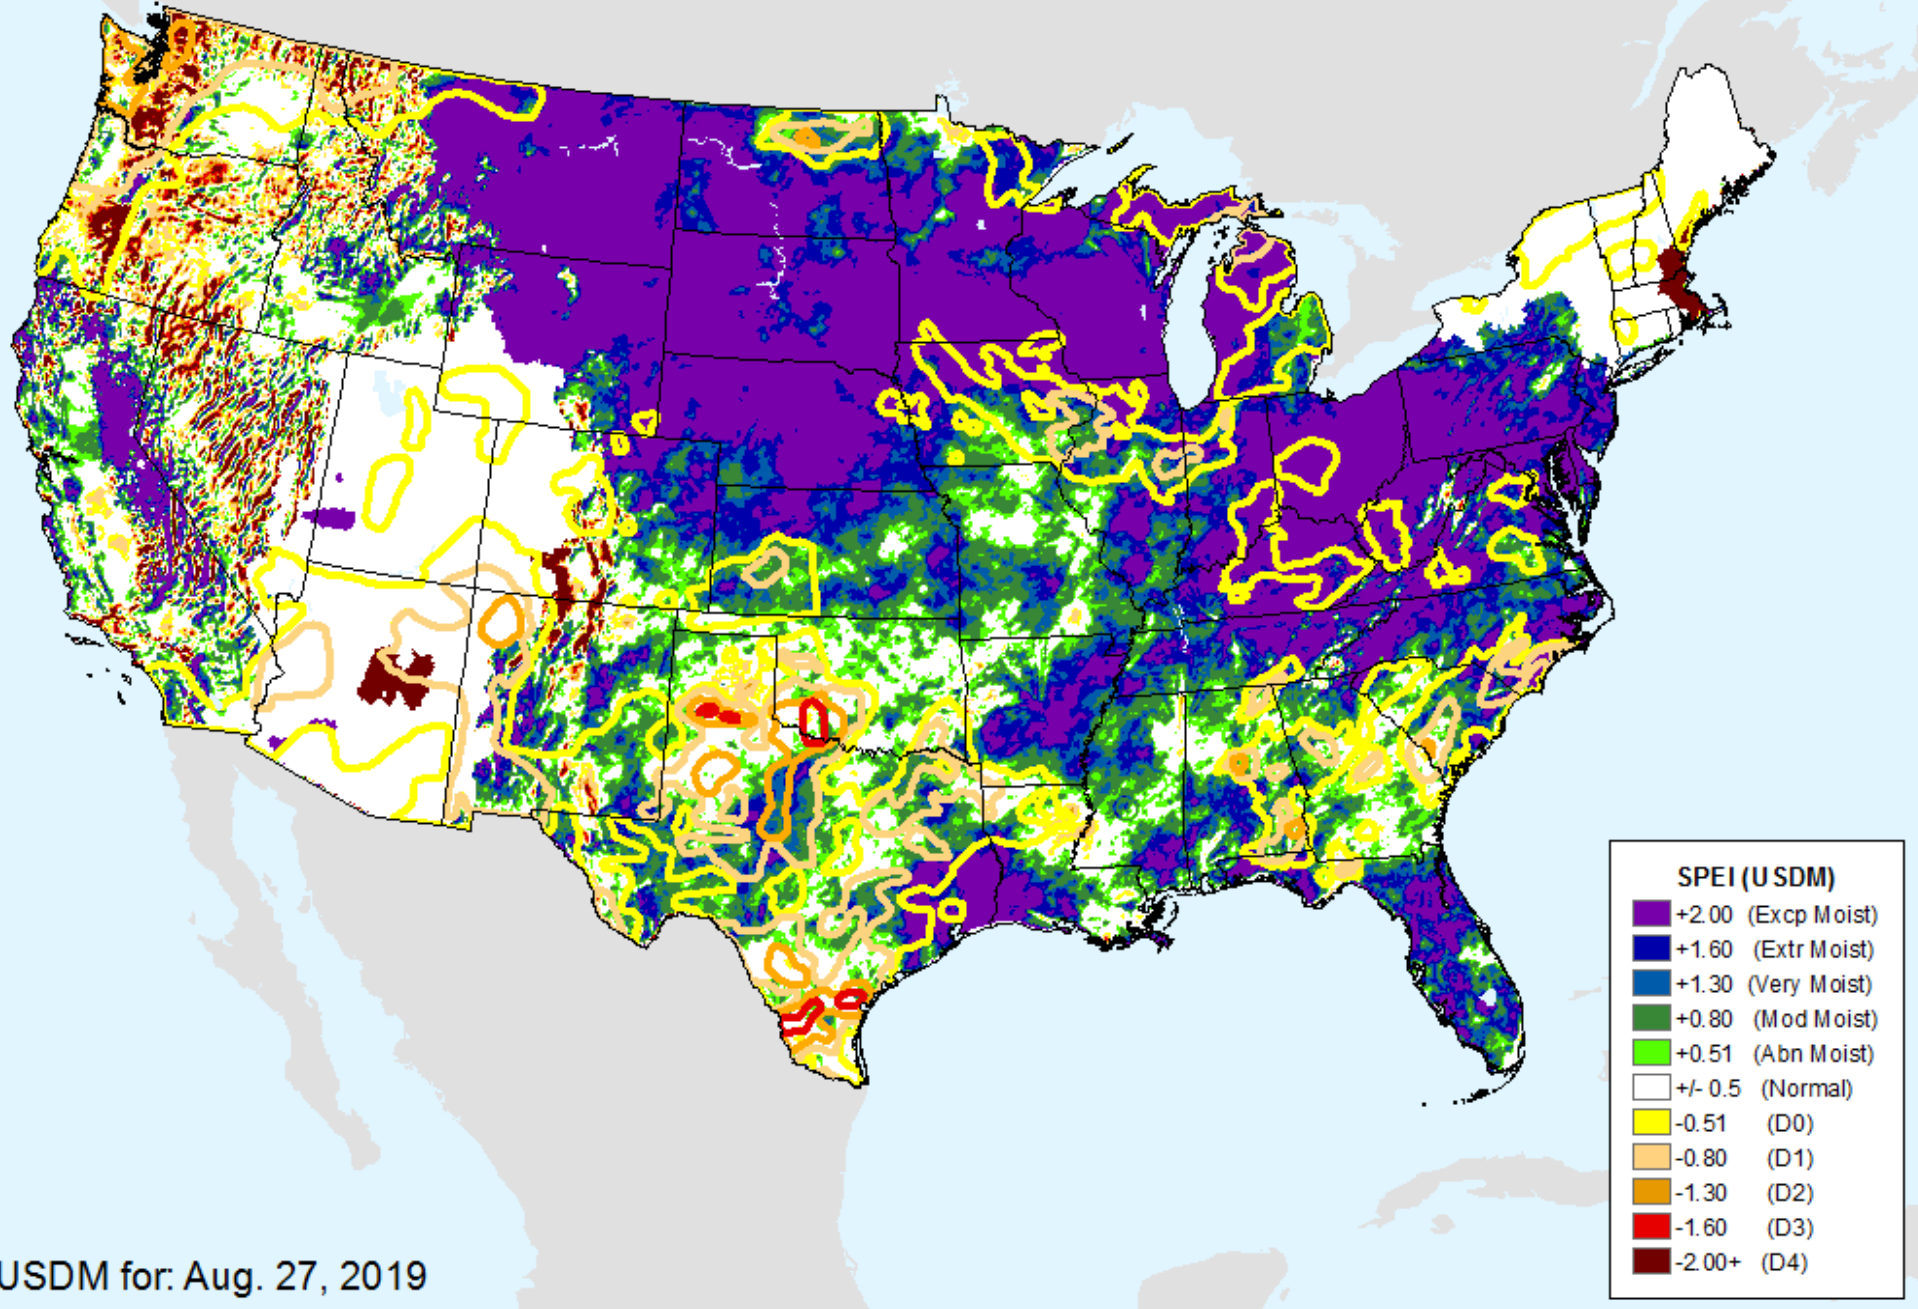 SPEI (USDM)
+2.00 (Excp Moist)
+1.60 (Extr Moist)
+1.30 (Very Moist)
+0.80 (Mod Moist)
+0.51 (Abn Moist)
+/- 0.5 (Normal)
-0.51 (D0)
-0.80 (D1)
-1.30 (D2)
-1.60 (D3)
-2.00+ (D4)
USDM for: Aug. 27, 2019